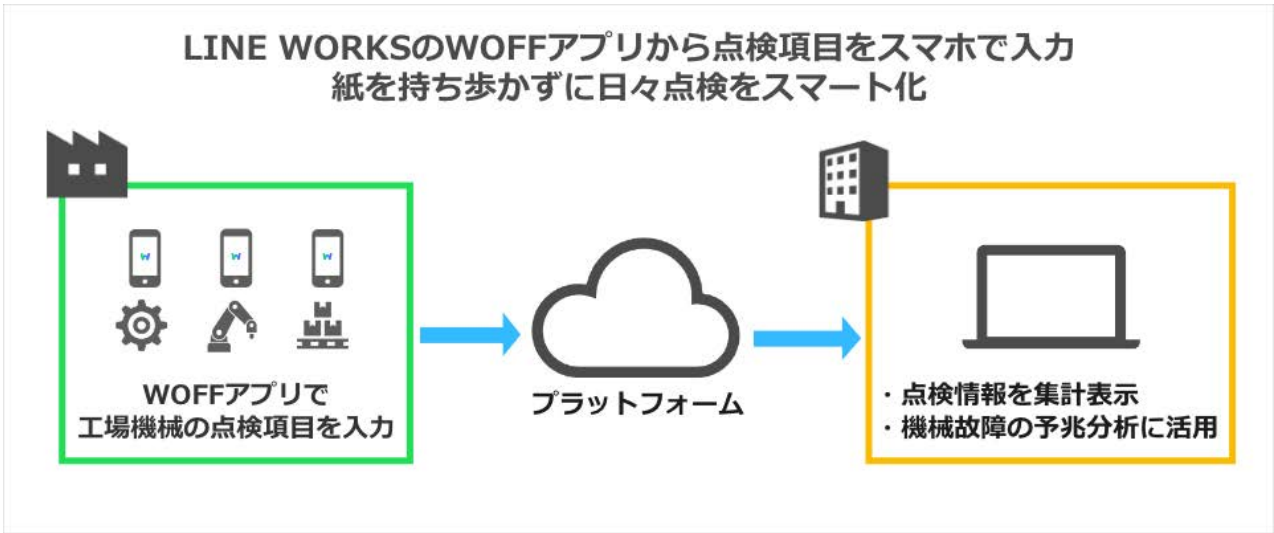 LINE WORKSのWOFFアプリから点検項目をスマホで入力
紙を持ち歩かずに日々点検をスマート化
W W W
WOFFアプリで
工場機械の点検項目を入力
プラットフォーム
・点検情報を集計表示
・機械故障の予兆分析に活用